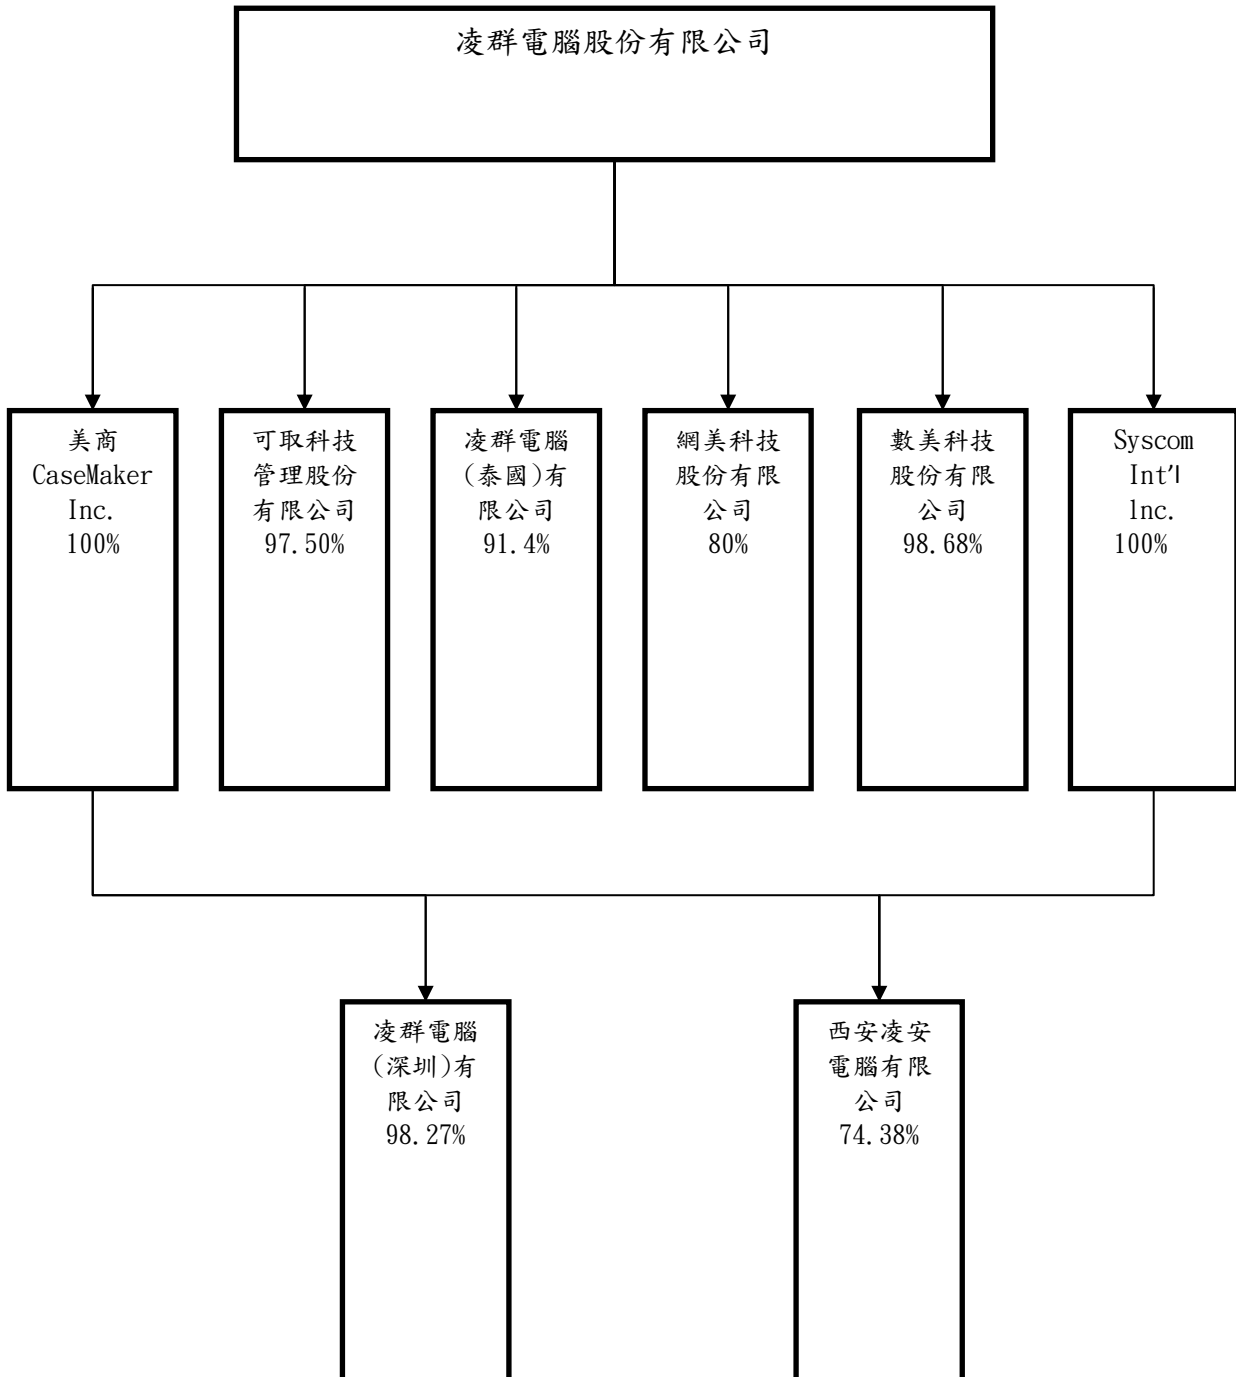 凌群電腦股份有限公司
美商
CaseMaker
Inc.
100%
可取科技
管理股份
有限公司
97.50%
凌群電腦
(泰國)有
限公司
91.4%
網美科技
股份有限
公司
80%
數美科技
股份有限
公司
98.68%
Syscom
Int'l
lnc.
100%
凌群電腦
(深圳)有
限公司
98.27%
西安凌安
電腦有限
公司
74.38%